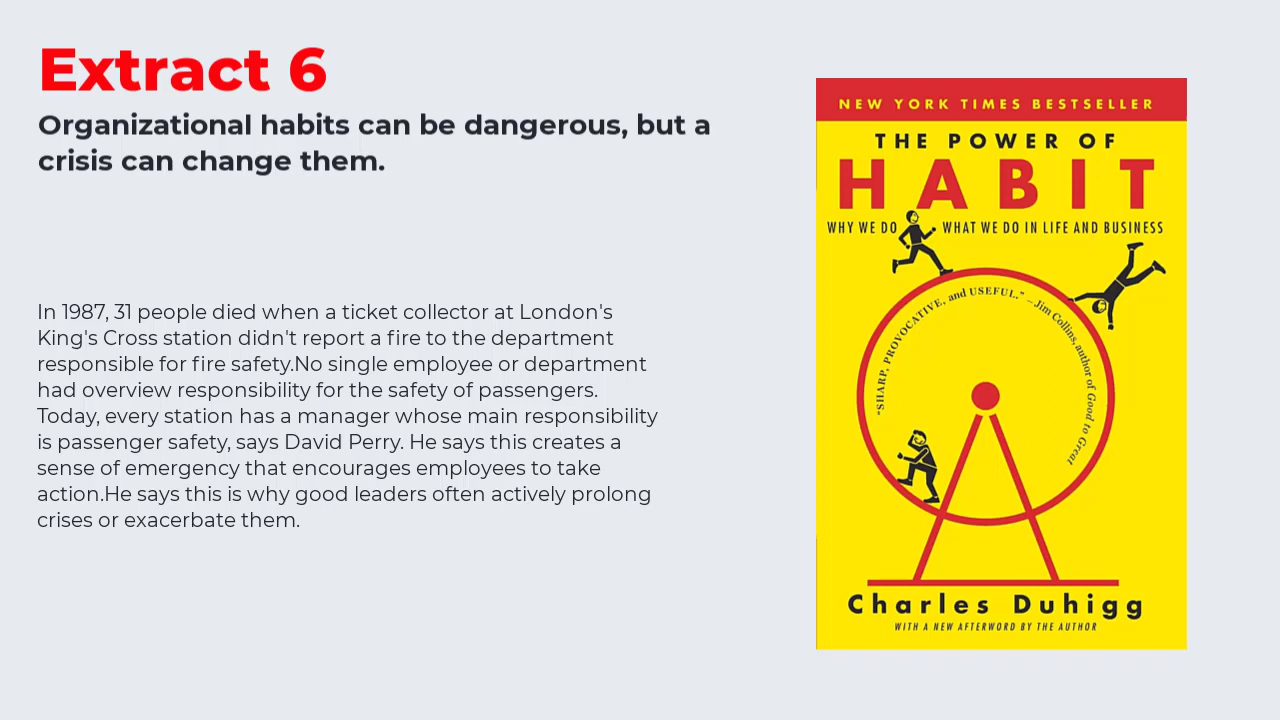 Extract 6
Organizational habits can be dangerous, but a
crisis can change them.
In 1987, 31 people died when a ticket collector at London's
King's Cross station didn't report a fire to the department
responsible for fire safety.No single employee or department
had overview responsibility for the safety of passengers.
Today, every station has a manager whose main responsibility
is passenger safety, says David Perry. He says this creates a
sense of emergency that encourages employees to take
action.He says this is why good leaders often actively prolong
crises or exacerbate them.
NEW YORK TIMES BESTSELLER
THE POWER OF
HABIT
WHY WE DO WHAT WE DO IN LIFE AND BUSINESS
"SHARP, PROVOCATIVE, and USEFUL." —Jim Collins, author of Good to Great
Charles Duhigg
WITH A NEW AFTERWORD BY THE AUTHOR